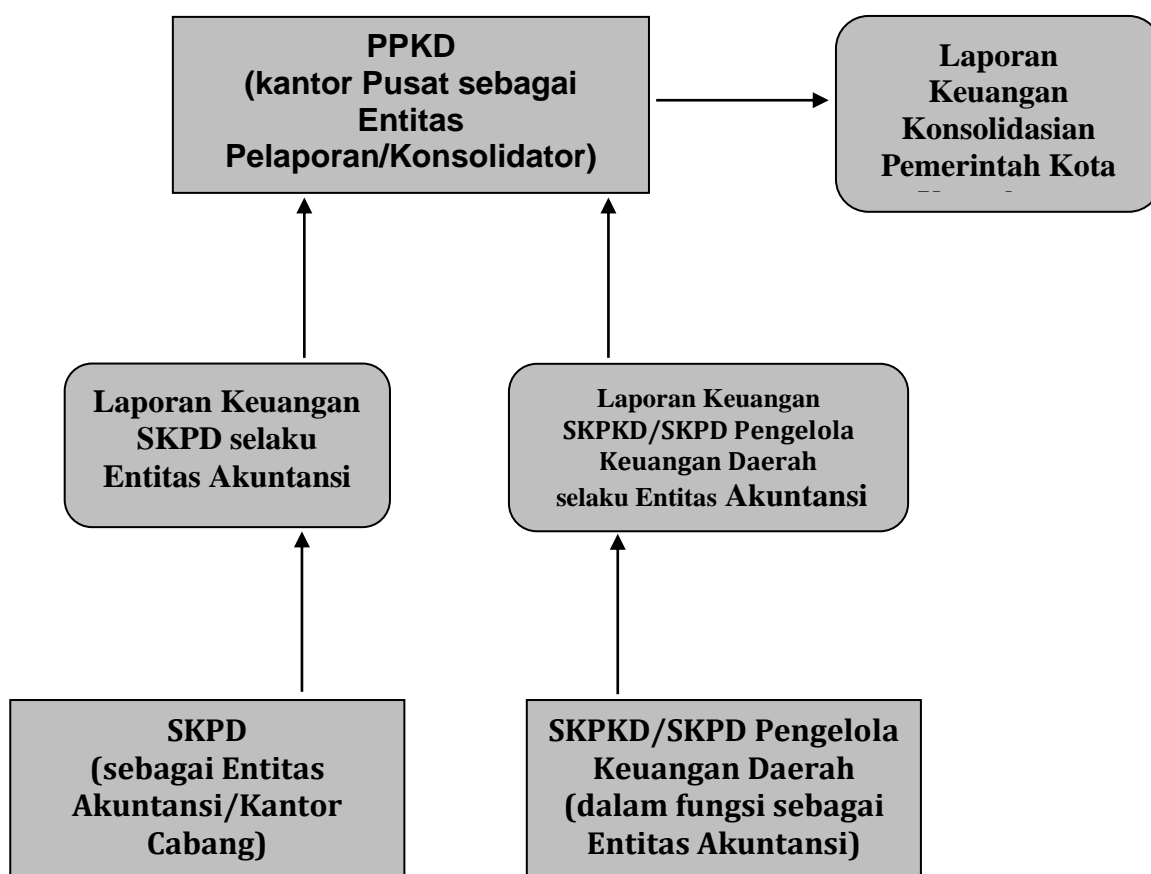 PPKD
(kantor Pusat sebagai
Entitas
Pelaporan/Konsolidator)
Laporan
Keuangan
Konsolidasian
Pemerintah Kota
Laporan Keuangan
SKPD selaku
Entitas Akuntansi
Laporan Keuangan
SKPKD/SKPD Pengelola
Keuangan Daerah
selaku Entitas Akuntansi
SKPD
(sebagai Entitas
Akuntansi/Kantor
Cabang)
SKPKD/SKPD Pengelola
Keuangan Daerah
(dalam fungsi sebagai
Entitas Akuntansi)